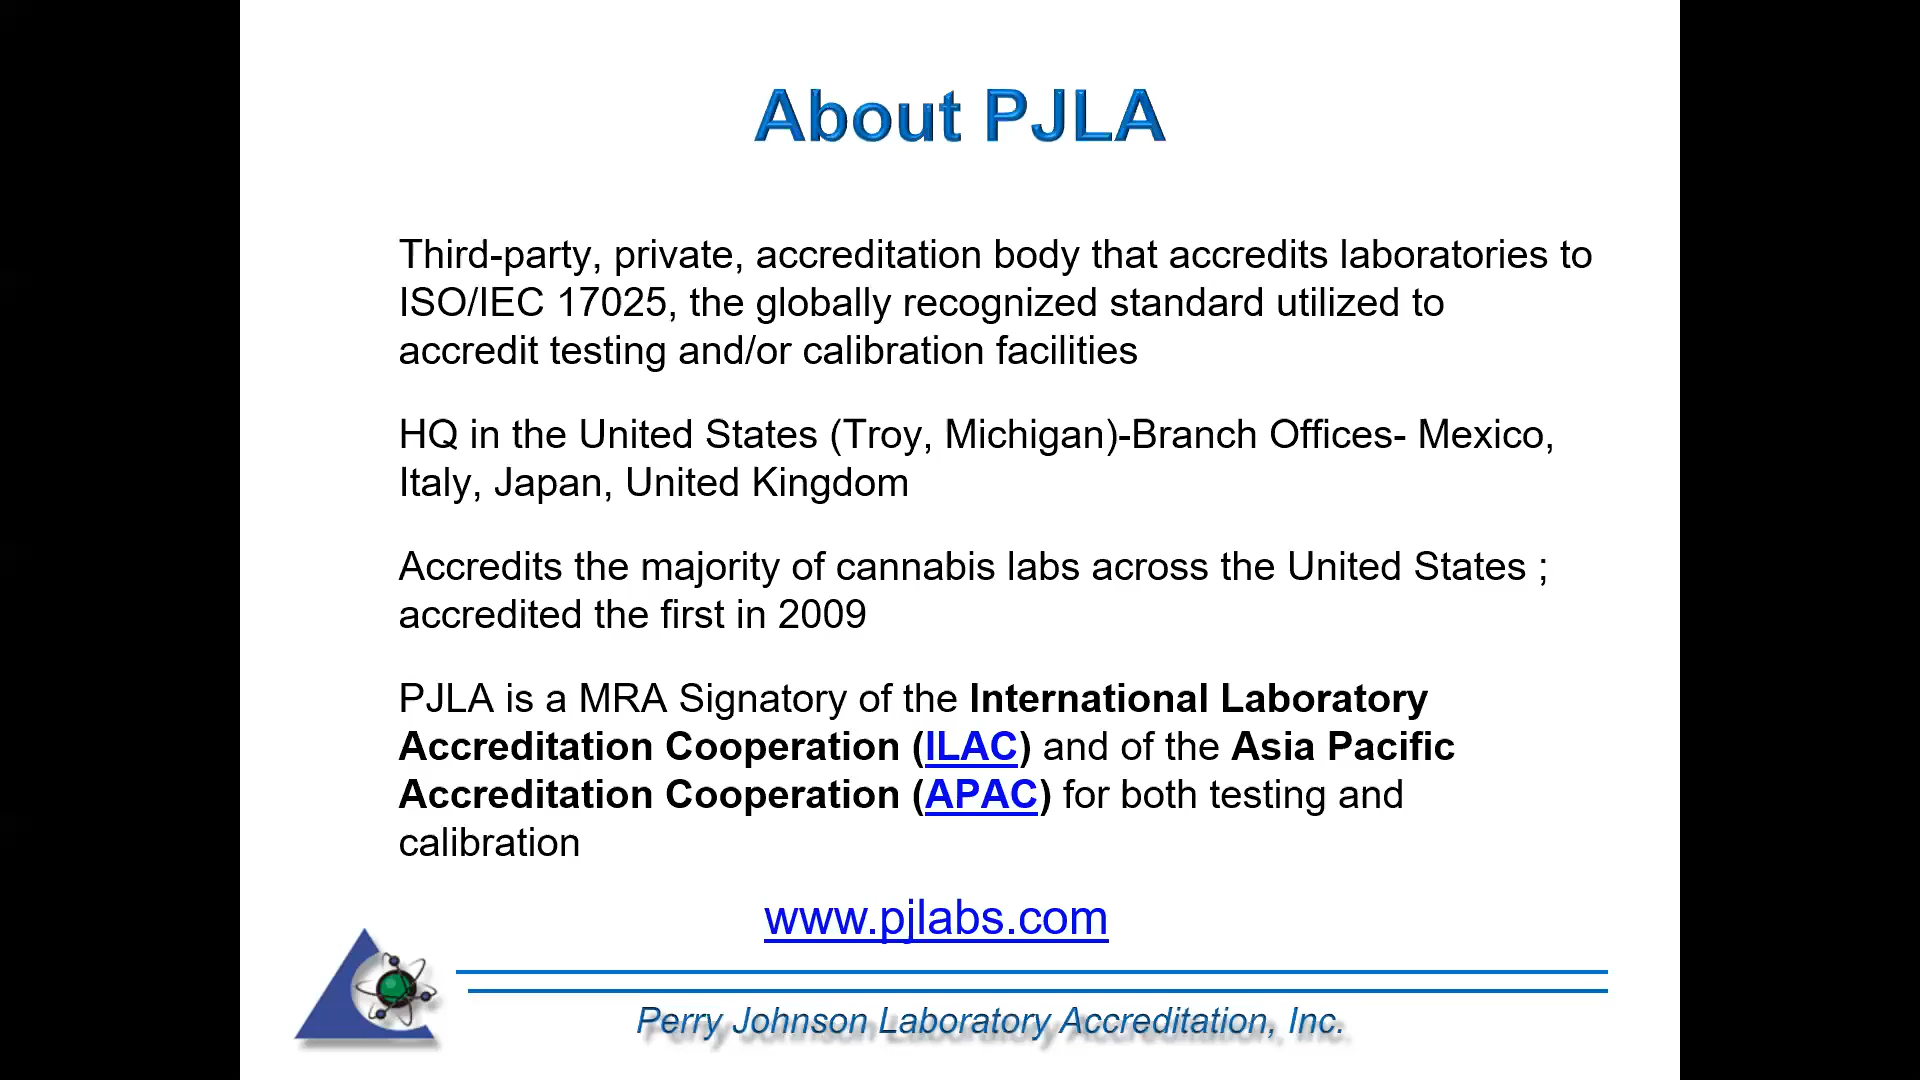 About PJLA
Third-party, private, accreditation body that accredits laboratories to
ISO/IEC 17025, the globally recognized standard utilized to
accredit testing and/or calibration facilities
HQ in the United States (Troy, Michigan)-Branch Offices- Mexico,
Italy, Japan, United Kingdom
Accredits the majority of cannabis labs across the United States ;
accredited the first in 2009
PJLA is a MRA Signatory of the International Laboratory
Accreditation Cooperation (ILAC) and of the Asia Pacific
Accreditation Cooperation (APAC) for both testing and
calibration
www.pjlabs.com
Perry Johnson Laboratory Accreditation, Inc.